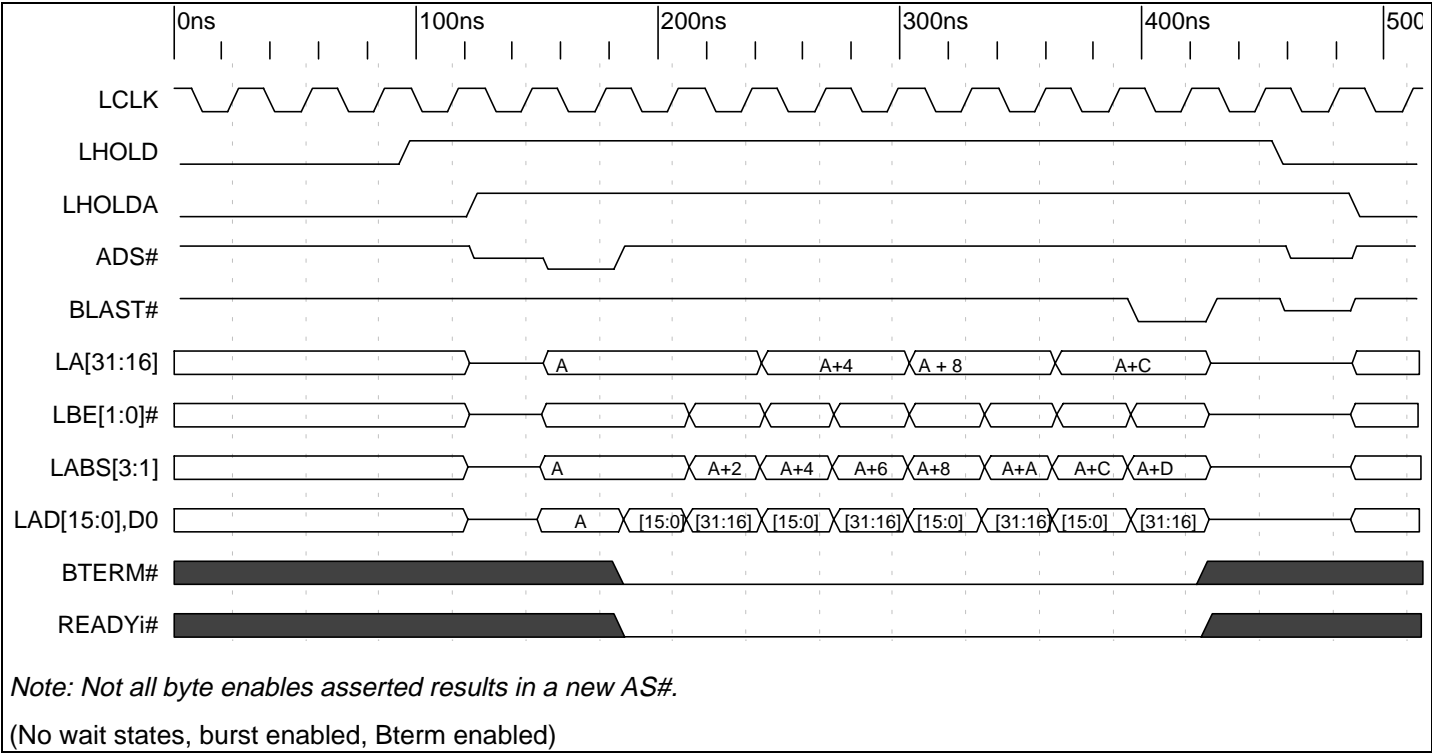 0ns 100ns 200ns 300ns 400ns 500
LCLK
LHOLD
LHOLDA
ADS#
BLAST#
LA[31:16] A A+4 A + 8 A+C
LBE[1:0]#
LABS[3:1] A A+2 A+4 A+6 A+8 A+A A+C A+D
LAD[15:0],D0 A [15:0] [31:16] [15:0] [31:16] [15:0] [31:16] [15:0] [31:16]
BTERM#
READYi#
Note: Not all byte enables asserted results in a new AS#.
(No wait states, burst enabled, Bterm enabled)